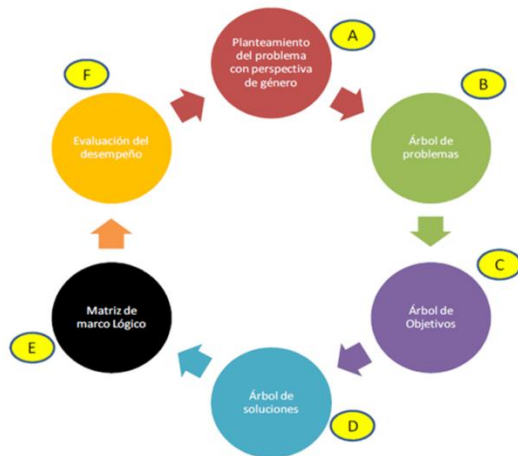 A
Planteamiento
del problema
con perspectiva
de género
B
Árbol de
problemas
C
Árbol de
Objetivos
D
Árbol de
soluciones
E
Matriz de
marco Lógico
F
Evaluación del
desempeño